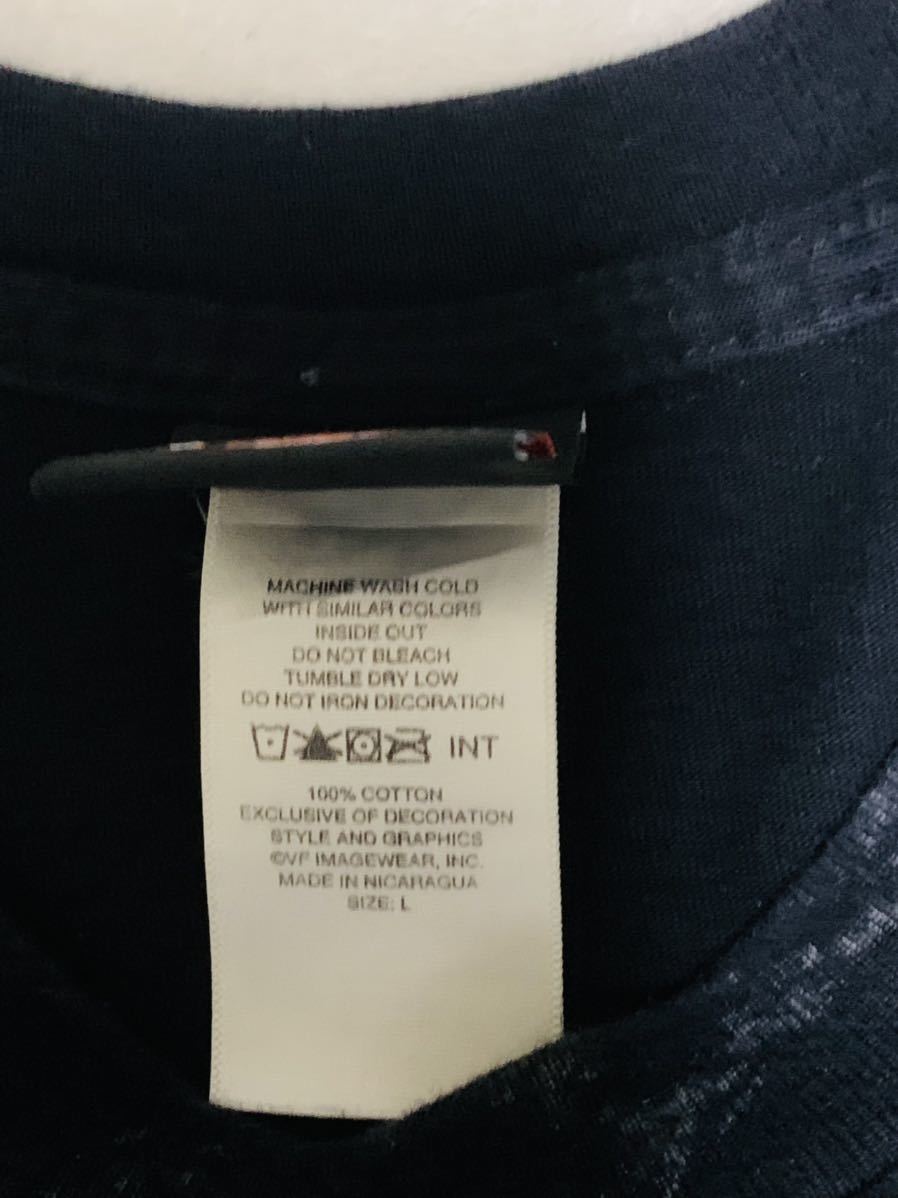 MACHINE WASH COLD
WITH SIMILAR COLORS
INSIDE OUT
DO NOT BLEACH
TUMBLE DRY LOW
DO NOT IRON DECORATION
INT
100% COTTON
EXCLUSIVE OF DECORATION
STYLE AND GRAPHICS
©VF IMAGEWEAR, INC.
MADE IN NICARAGUA
SIZE: L